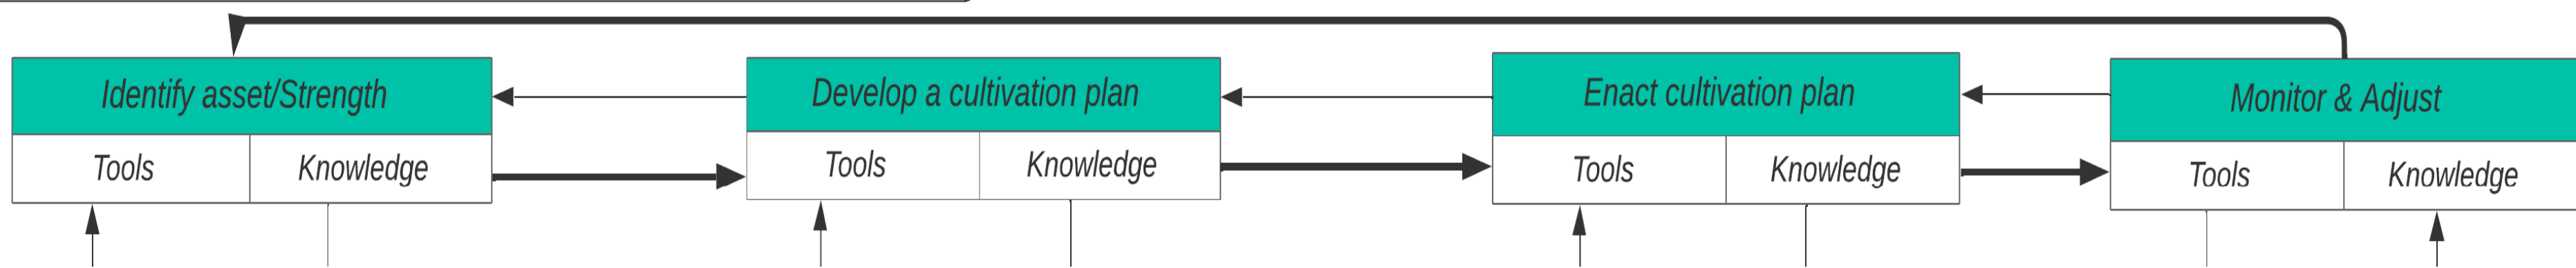 Identify asset/Strength
Tools Knowledge
Develop a cultivation plan
Tools Knowledge
Enact cultivation plan
Tools Knowledge
Monitor & Adjust
Tools Knowledge